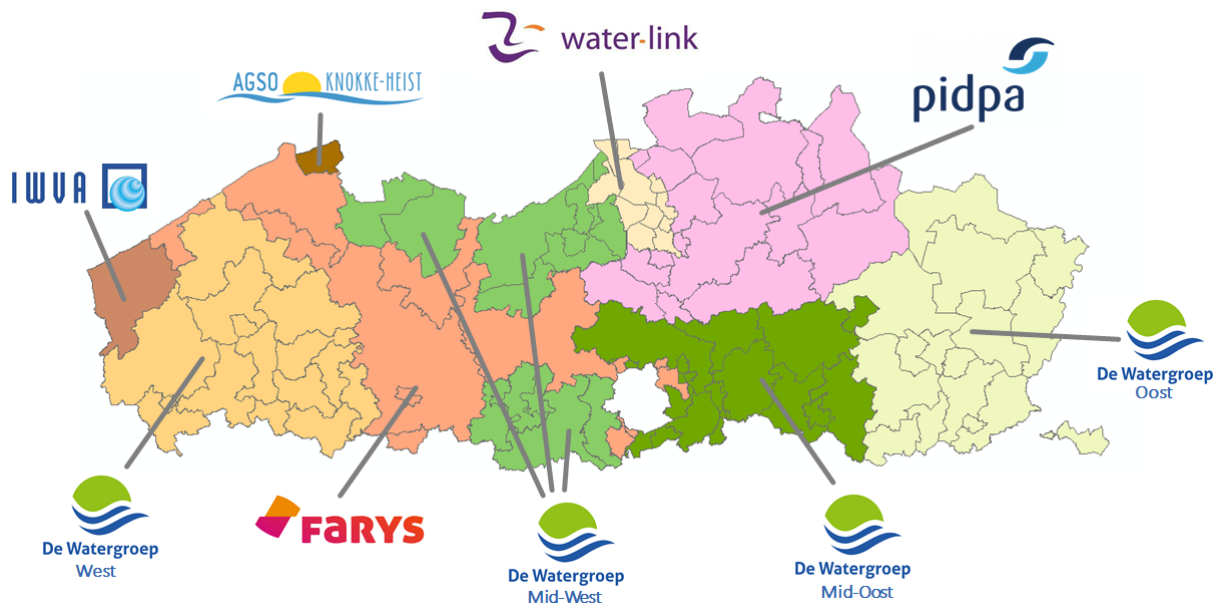 water-link
AGSO KNOKKE-HEIST
pidpa
IWVA
De Watergroep
Oost
FARYS
De Watergroep
West
De Watergroep
Mid-West
De Watergroep
Mid-Oost